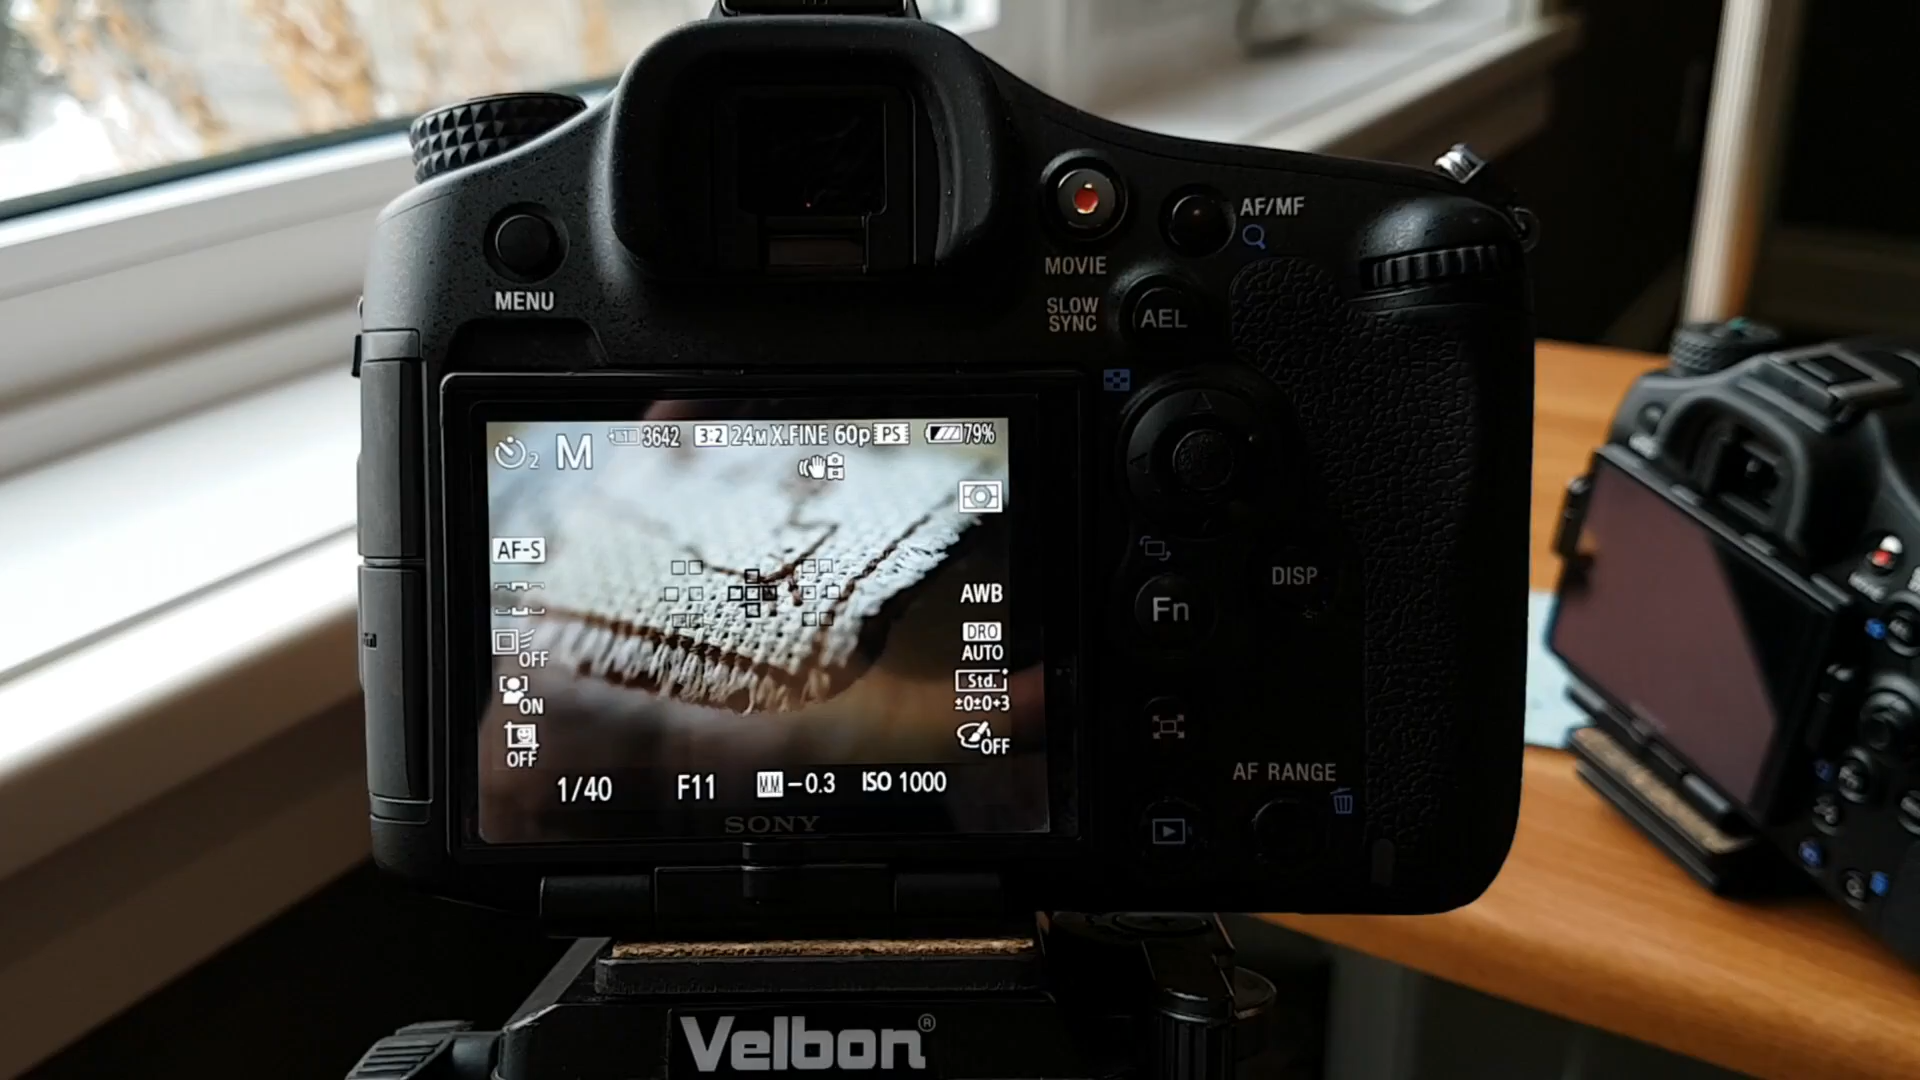 AF/MF
MOVIE
MENU
SLOW
SYNC
AEL
2 M 3642 3:2 24M X.FINE 60p PS 79%
AF-S
OFF
ON
OFF
AWB
DRO
AUTO
Std.
±0±0+3
OFF
1/40 F11 MM −0.3 ISO 1000
SONY
DISP
Fn
AF RANGE
Velbon®